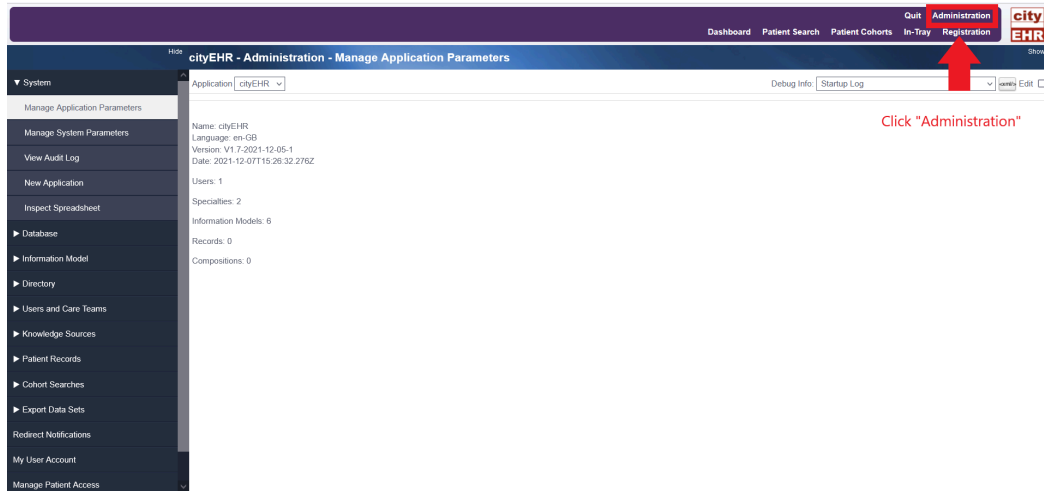 Quit Administration
city
EHR
Dashboard Patient Search Patient Cohorts In-Tray Registration
Hide
cityEHR - Administration - Manage Application Parameters
Show
▼ System
Application cityEHR
Debug Info: Startup Log
Edit
Manage Application Parameters
Click "Administration"
Manage System Parameters
View Audit Log
New Application
Inspect Spreadsheet
Name: cityEHR
Language: en-GB
Version: V1.7-2021-12-05-1
Date: 2021-12-07T15:26:32.276Z
Users: 1
Specialties: 2
Information Models: 6
Records: 0
Compositions: 0
▶ Database
▶ Information Model
▶ Directory
▶ Users and Care Teams
▶ Knowledge Sources
▶ Patient Records
▶ Cohort Searches
▶ Export Data Sets
Redirect Notifications
My User Account
Manage Patient Access